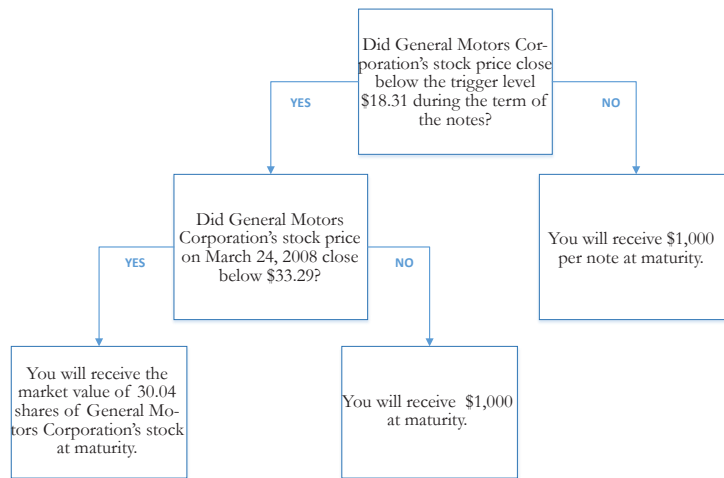 Did General Motors Cor-
poration's stock price close
below the trigger level
$18.31 during the term of
the notes?
YES
NO
Did General Motors
Corporation's stock price
on March 24, 2008 close
below $33.29?
You will receive $1,000
per note at maturity.
YES
NO
You will receive the
market value of 30.04
shares of General Mo-
tors Corporation's stock
at maturity.
You will receive $1,000
at maturity.